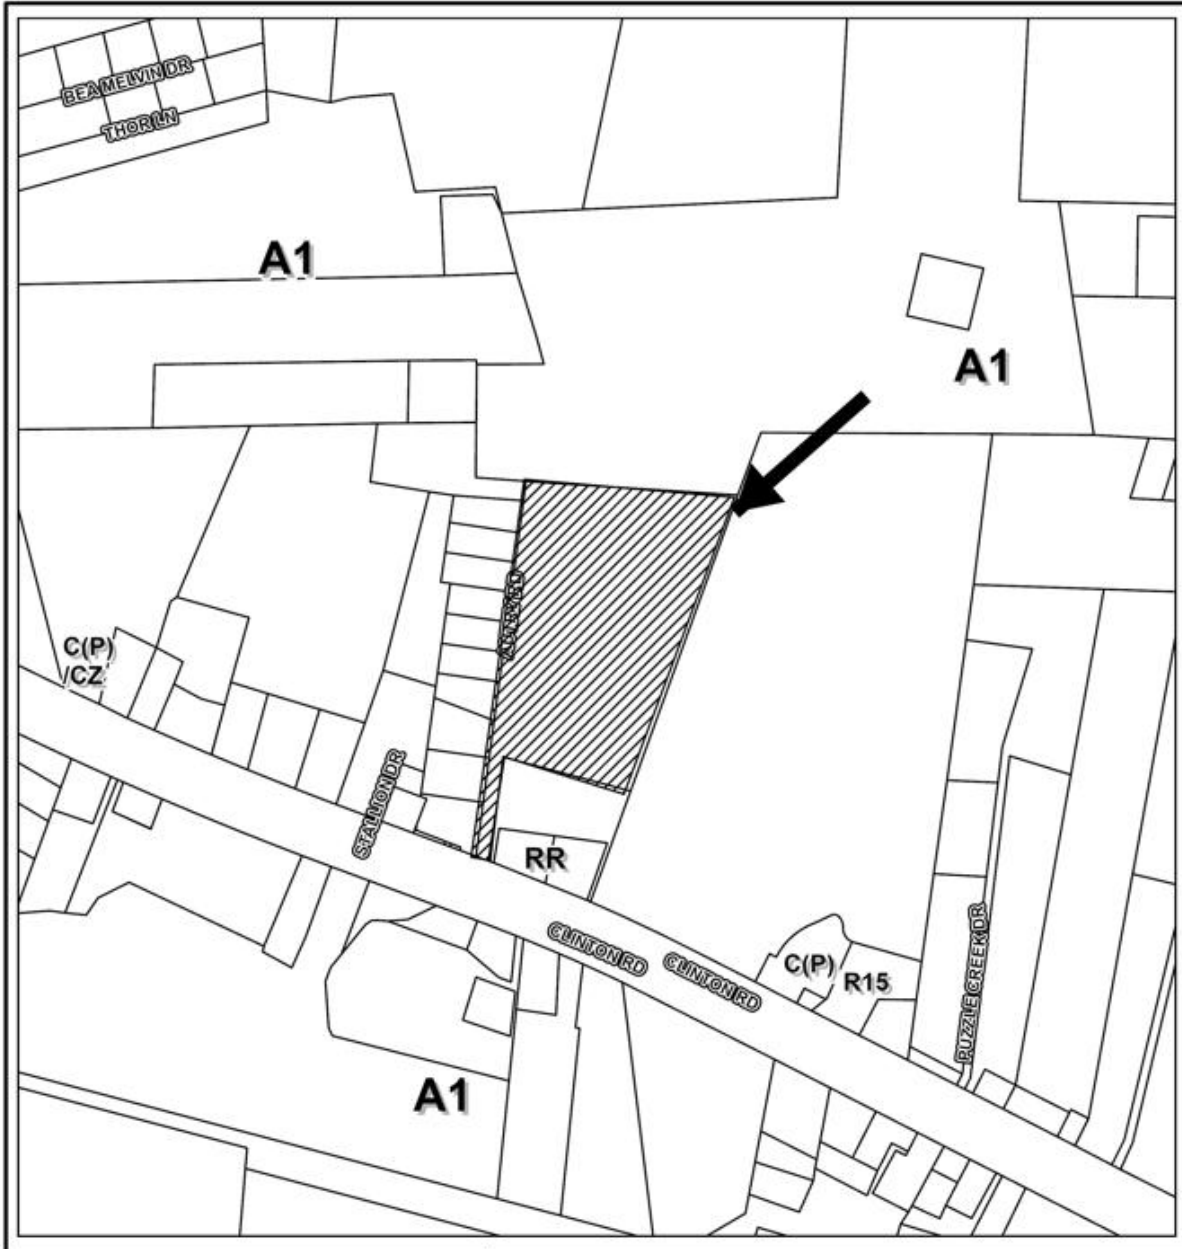 BEA MELVIN DR
THOR LN
A1
A1
C(P)
/CZ
STALLION DR
RR
CLINTON RD
CLINTON RD
C(P)
R15
PUZZLE CREEK DR
A1